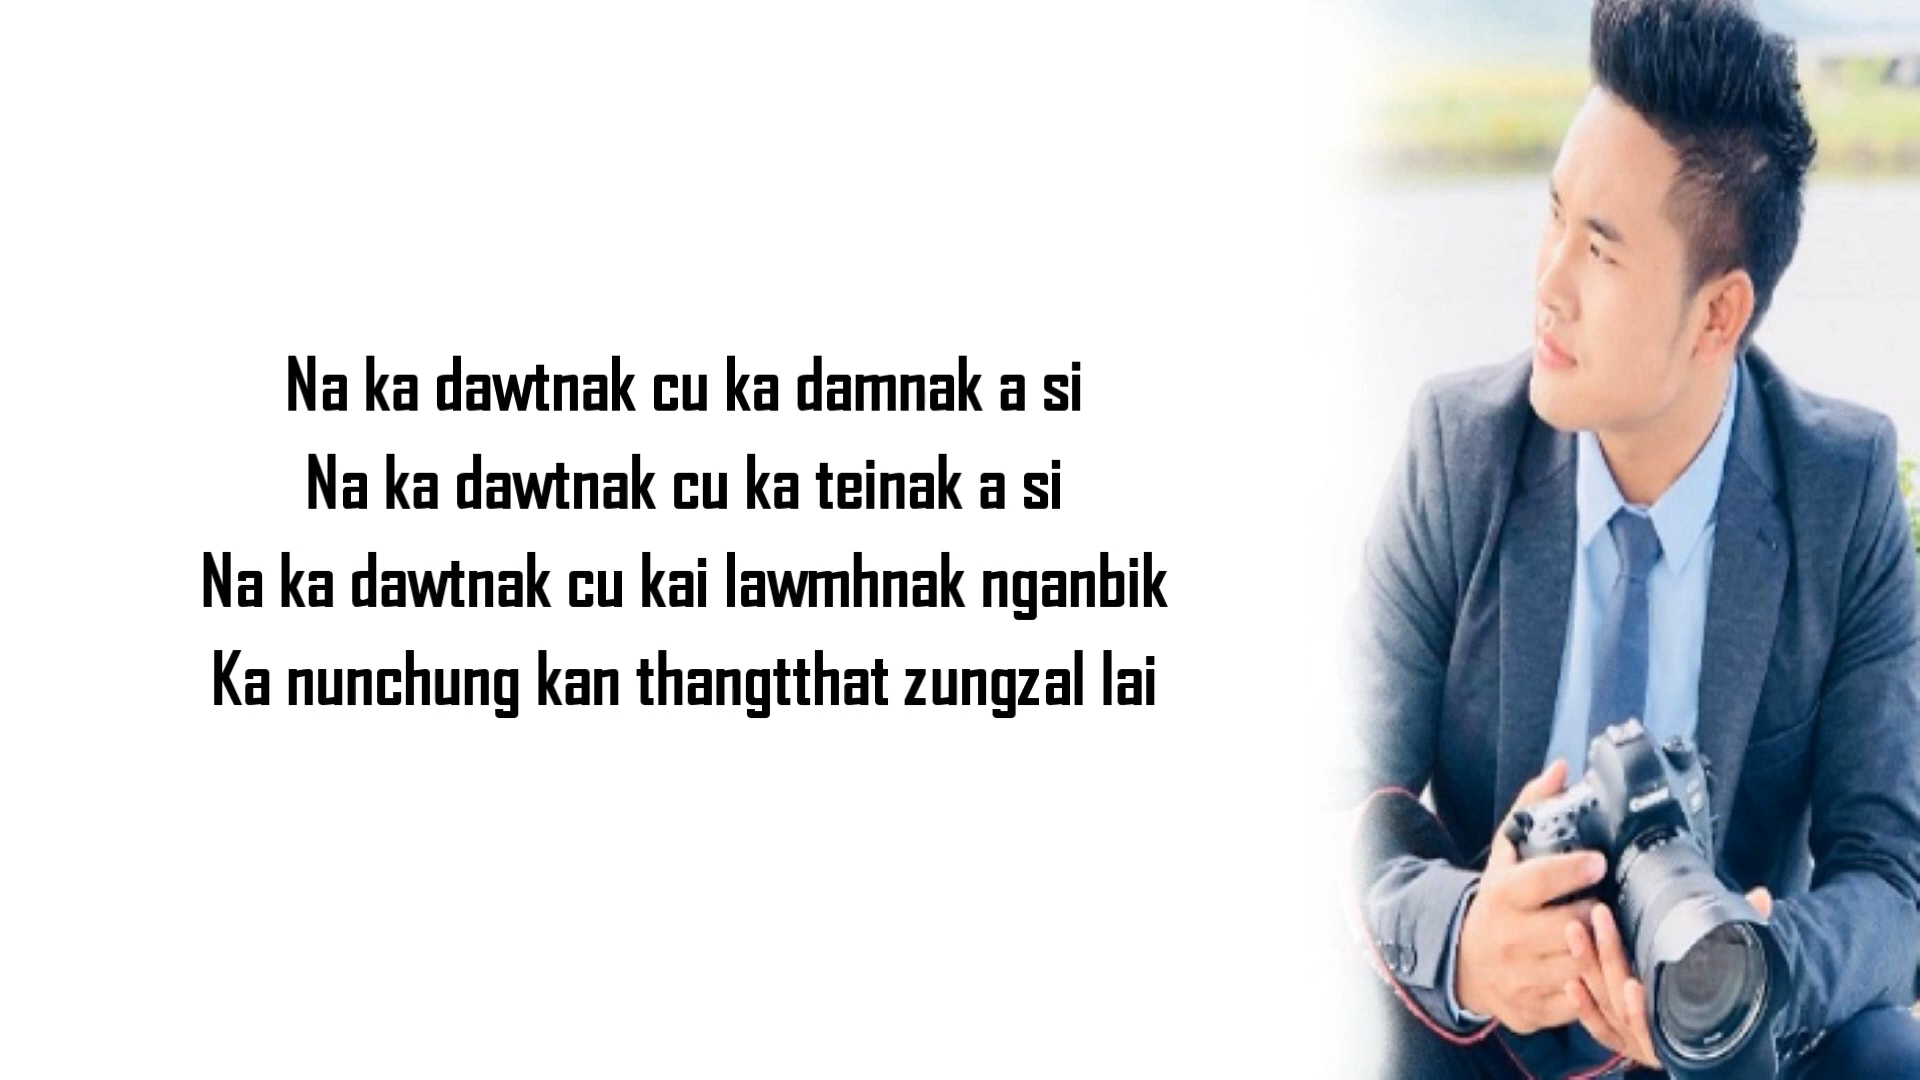 Na ka dawtnak cu ka damnak a si
Na ka dawtnak cu ka teinak a si
Na ka dawtnak cu kai lawmhnak nganbik
Ka nunchung kan thangtthat zungzal lai
Canon